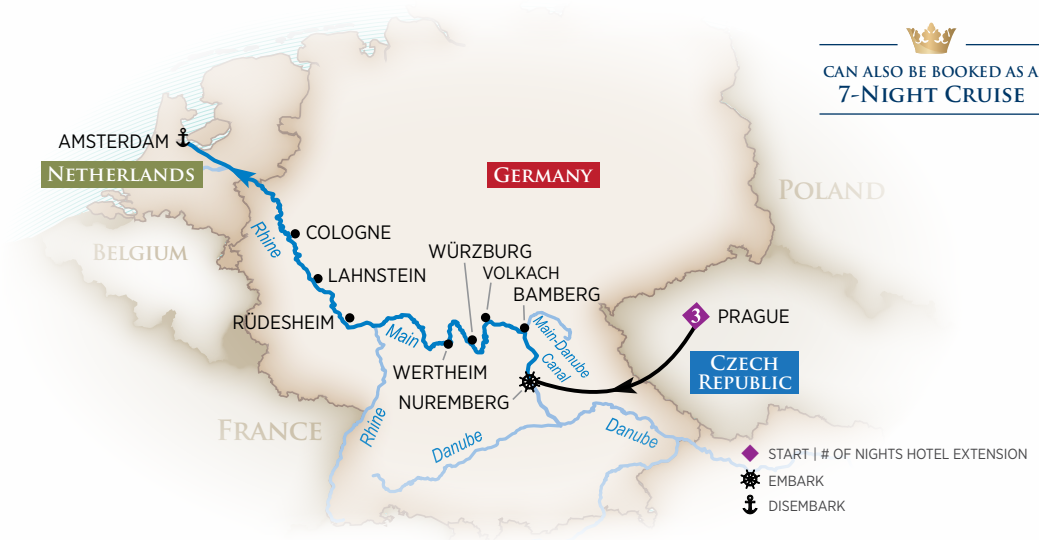 CAN ALSO BE BOOKED AS A
7-NIGHT CRUISE
AMSTERDAM
NETHERLANDS
GERMANY
POLAND
BELGIUM
Rhine
COLOGNE
LAHNSTEIN
RÜDESHEIM
Main
WÜRZBURG
VOLKACH
BAMBERG
Main-Danube
Canal
3
PRAGUE
CZECH
REPUBLIC
WERTHEIM
NUREMBERG
FRANCE
Rhine
Danube
Danube
START | # OF NIGHTS HOTEL EXTENSION
EMBARK
DISEMBARK